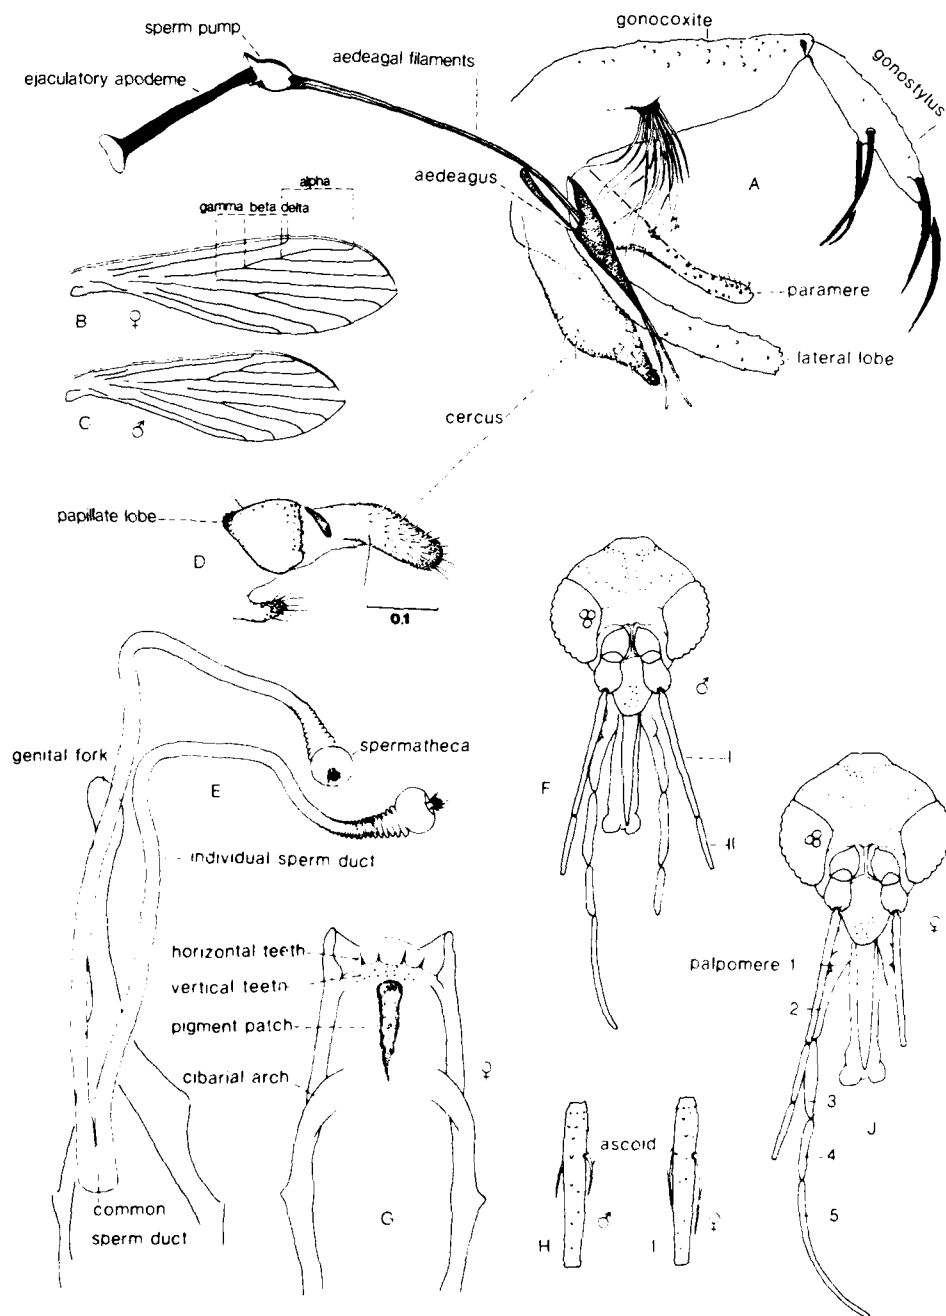 sperm pump
gonocoxite
aedeagal filaments
ejaculatory apodeme
gonostylus
aedeagus
A
alpha
gamma beta delta
paramere
B ♀
lateral lobe
C ♂
cercus
papillate lobe
D
0.1
genital fork
spermatheca
E
individual sperm duct
F ♂
I
II
horizontal teeth
vertical teeth
pigment patch
cibarial arch
♀
G
common
sperm duct
ascoid
H ♂
I ♀
♀
palpomere 1
2
3
J
4
5